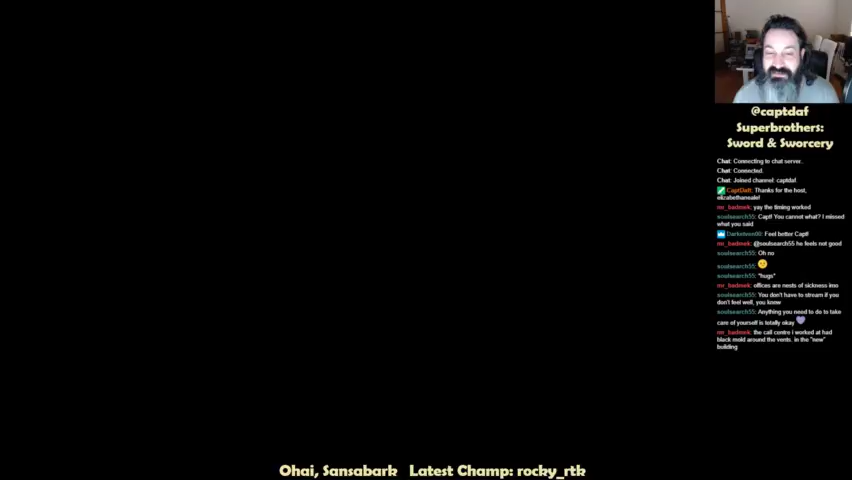 @captdaf
Superbrothers:
Sword & Sworcery
Chat: Connecting to chat server..
Chat: Connected.
Chat: Joined channel: captdaf.
CaptDaft: Thanks for the host,
elizabethaneale!
mr_badmek: yay the timing worked
soulsearch55: Capt! You cannot what? I missed
what you said
Feel better Capt!
mr_badmek: @soulsearch55 he feels not good
soulsearch55: Oh no
soulsearch55:
soulsearch55: *hugs*
mr_badmek: offices are nests of sickness imo
soulsearch55: You don't have to stream if you
don't feel well, you know
soulsearch55: Anything you need to do to take
care of yourself is totally okay
mr_badmek: the call centre i worked at had
black mold around the vents. in the "new"
building
Ohai, Sansabark Latest Champ: rocky_rtk